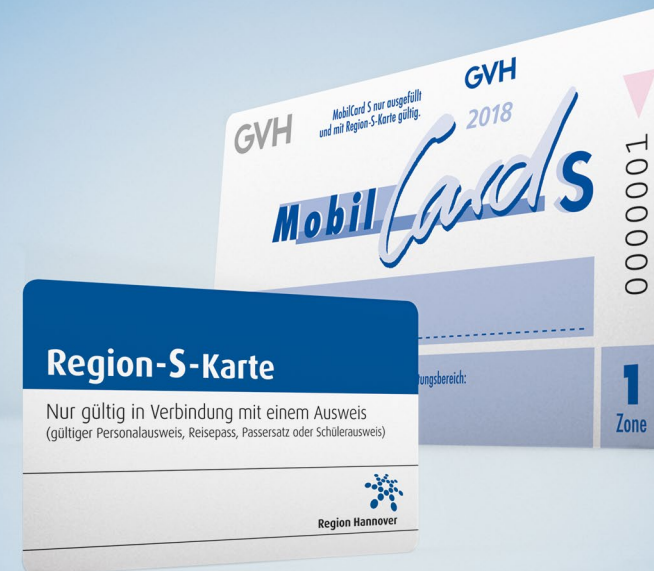 GVH
MobilCard S nur ausgefüllt
und mit Region-S-Karte gültig.
GVH
2018
Mobil Card S
0000001
tungsbereich:
1
Zone
Region-S-Karte
Nur gültig in Verbindung mit einem Ausweis
(gültiger Personalausweis, Reisepass, Passersatz oder Schülerausweis)
Region Hannover